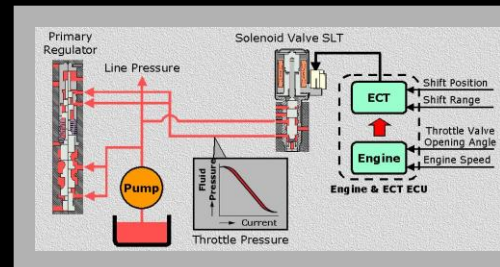 Primary
Regulator
Line Pressure
Solenoid Valve SLT
ECT
Shift Position
Shift Range
Throttle Valve
Opening Angle
Engine
Engine Speed
Engine & ECT ECU
Pump
Fluid
Pressure
Current
Throttle Pressure